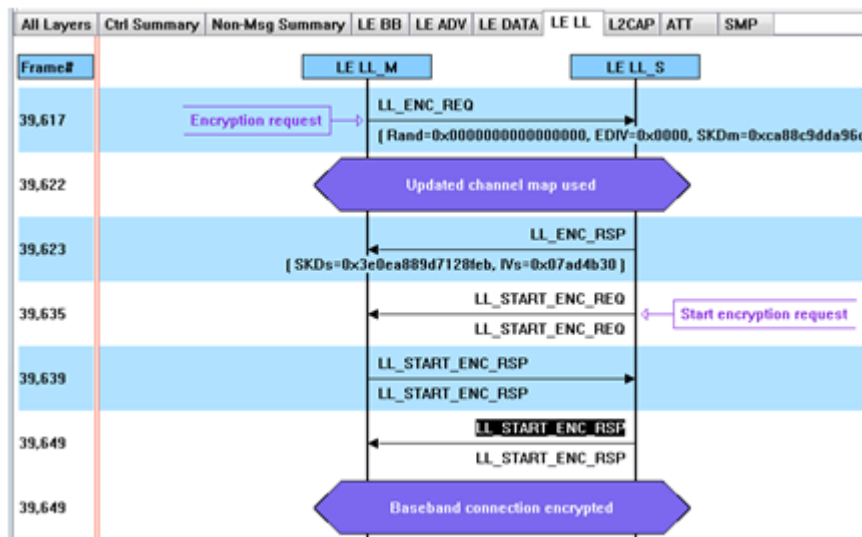 All Layers Ctrl Summary Non-Msg Summary LE BB LE ADV LE DATA LE LL L2CAP ATT SMP
Frame# LE LL_M LE LL_S
LL_ENC_REQ
39,617 Encryption request
[ Rand=0x0000000000000000, EDIV=0x0000, SKDm=0xca88c9dda96
39,622 Updated channel map used
LL_ENC_RSP
39,623
[ SKDs=0x3e0ea889d7128feb, IVs=0x07ad4b30 ]
LL_START_ENC_REQ
39,635 Start encryption request
LL_START_ENC_REQ
LL_START_ENC_RSP
39,639
LL_START_ENC_RSP
LL_START_ENC_RSP
39,649
LL_START_ENC_RSP
39,649 Baseband connection encrypted